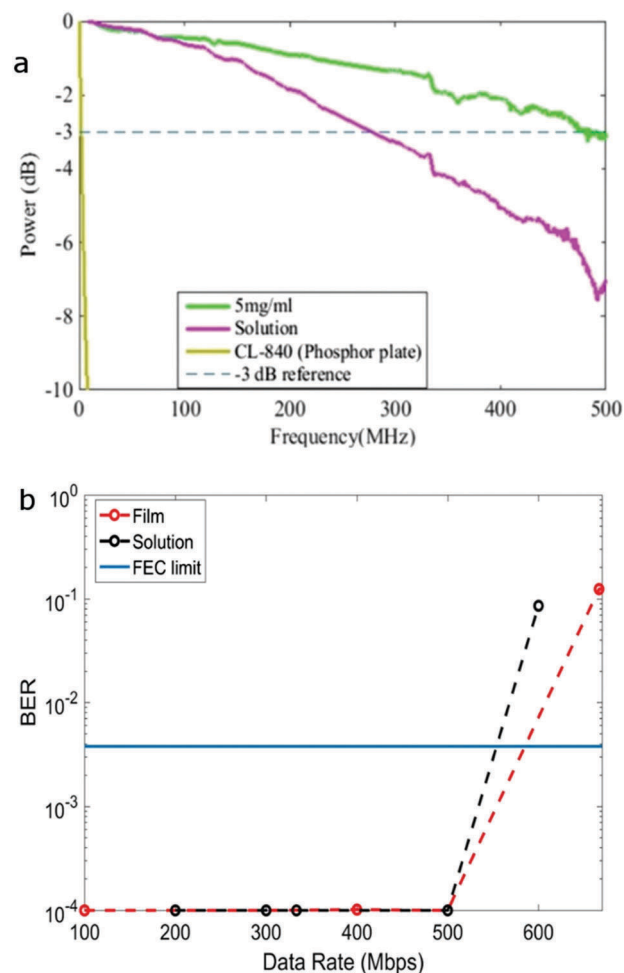 a
0
-2
-3
-4
-6
-8
-10
Power (dB)
5mg/ml
Solution
CL-840 (Phosphor plate)
-3 dB reference
0 100 200 300 400 500
Frequency(MHz)
b
10^0
10^-1
10^-2
10^-3
10^-4
BER
Film
Solution
FEC limit
100 200 300 400 500 600
Data Rate (Mbps)